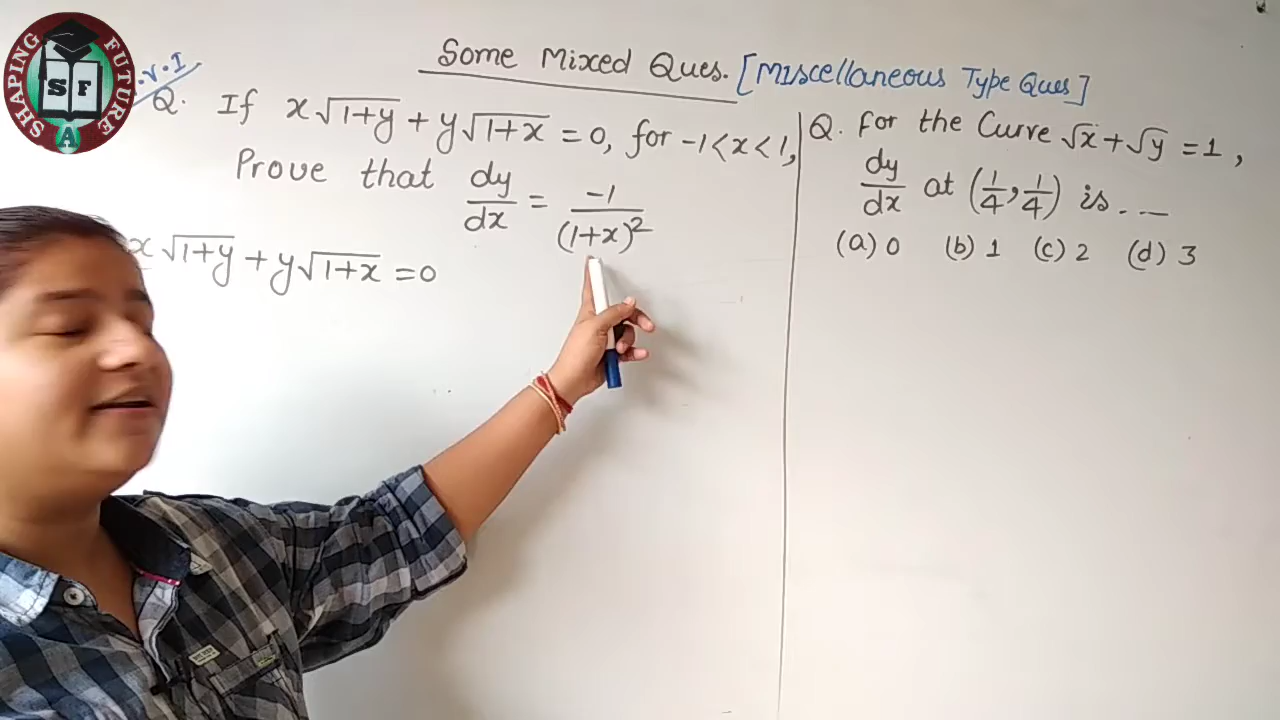 SHAPING FUTURE
S F
A
Some Mixed Ques. [Miscellaneous Type Ques]
.V.I
Q. If x√(1+y) + y√(1+x) = 0, for -1<x<1,
Prove that dy/dx = -1/(1+x)²
x√(1+y) + y√(1+x) = 0
Q. For the Curve √x + √y = 1,
dy/dx at (1/4, 1/4) is ...
(a) 0 (b) 1 (c) 2 (d) 3